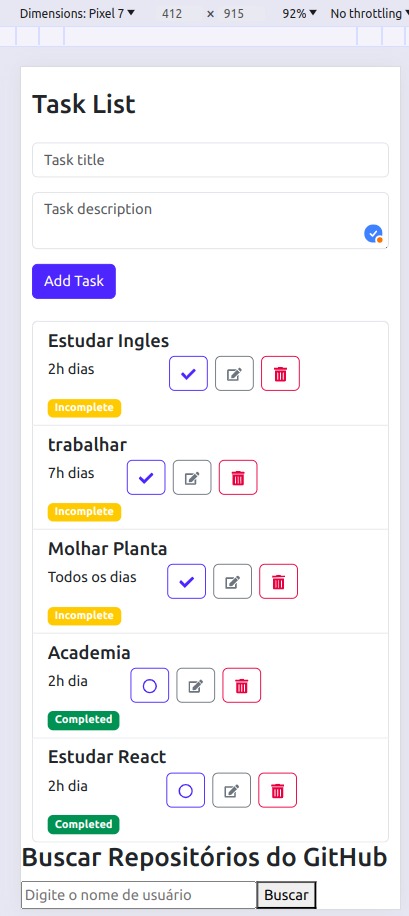 Dimensions: Pixel 7 412 × 915 92% No throttling
Task List
Task title
Task description
Add Task
Estudar Ingles
2h dias
Incomplete
trabalhar
7h dias
Incomplete
Molhar Planta
Todos os dias
Incomplete
Academia
2h dia
Completed
Estudar React
2h dia
Completed
Buscar Repositórios do GitHub
Digite o nome de usuário Buscar